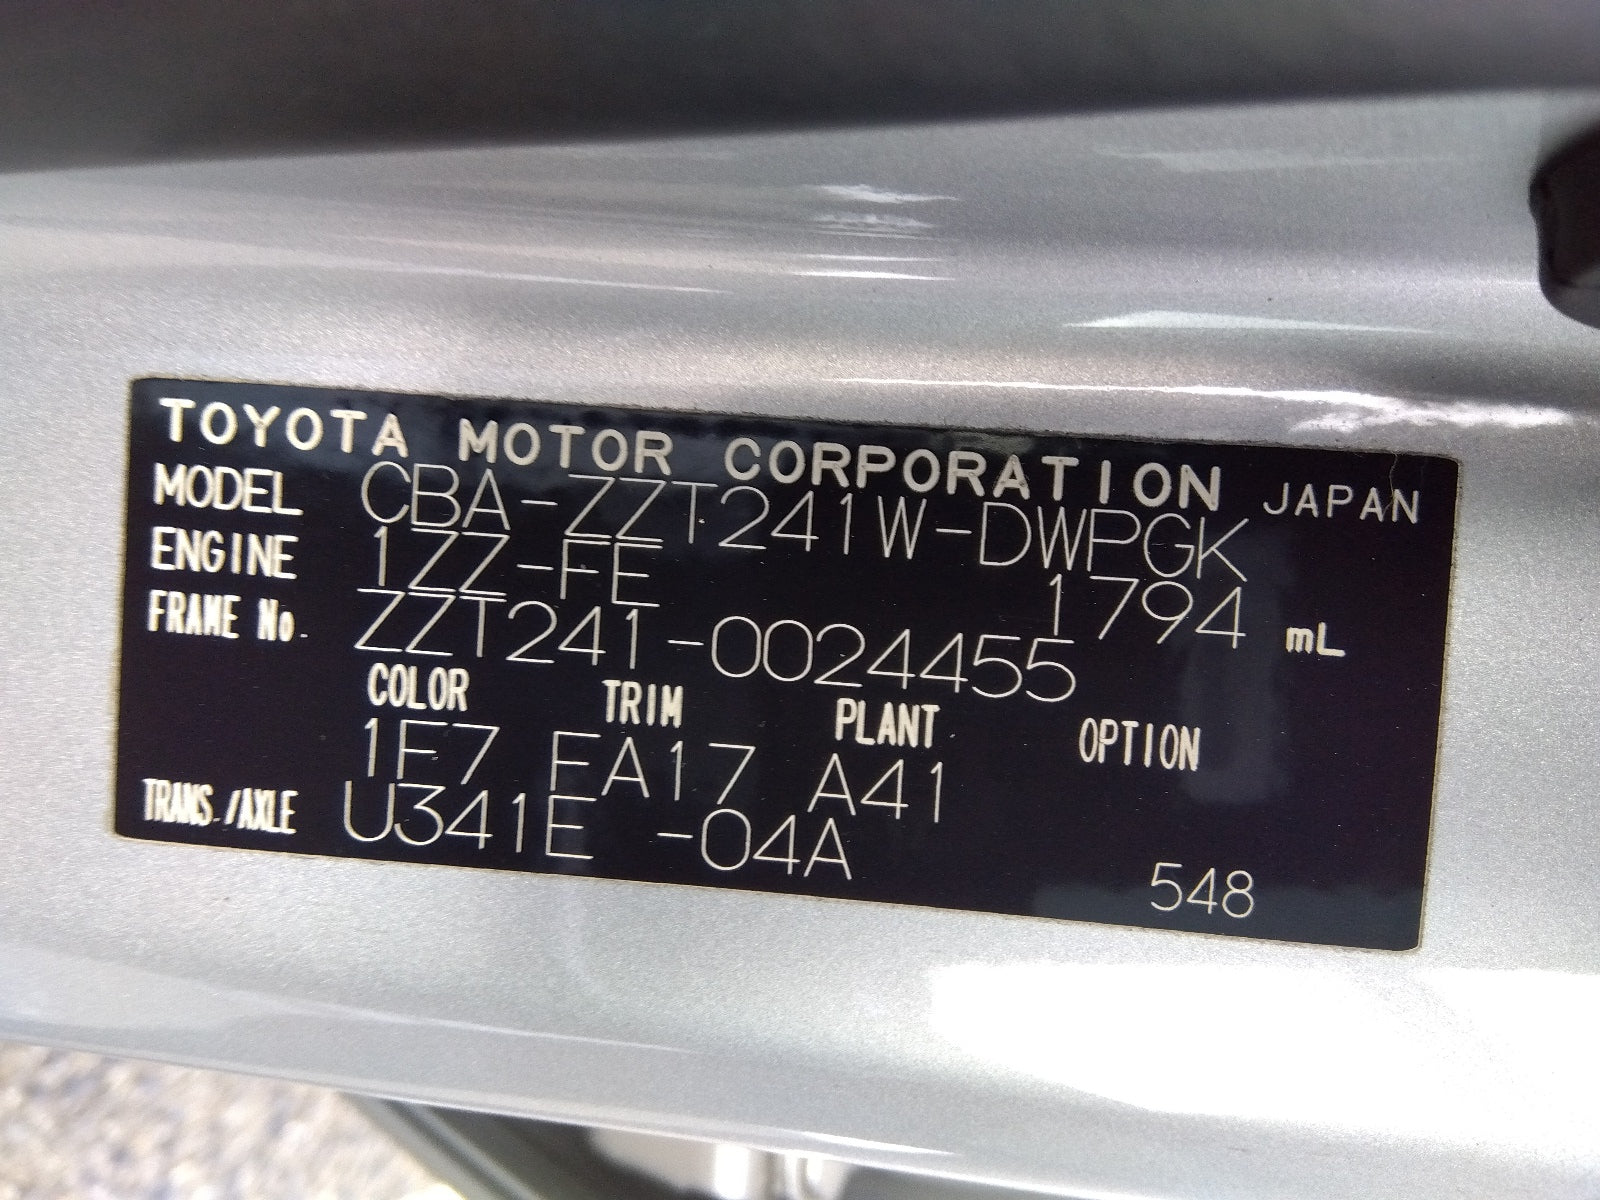 TOYOTA MOTOR CORPORATION JAPAN
MODEL CBA-ZZT241W-DWPGK
ENGINE 1ZZ-FE 1794 mL
FRAME No. ZZT241-0024455
COLOR TRIM PLANT OPTION
1F7 FA17 A41
TRANS./AXLE U341E -04A
548